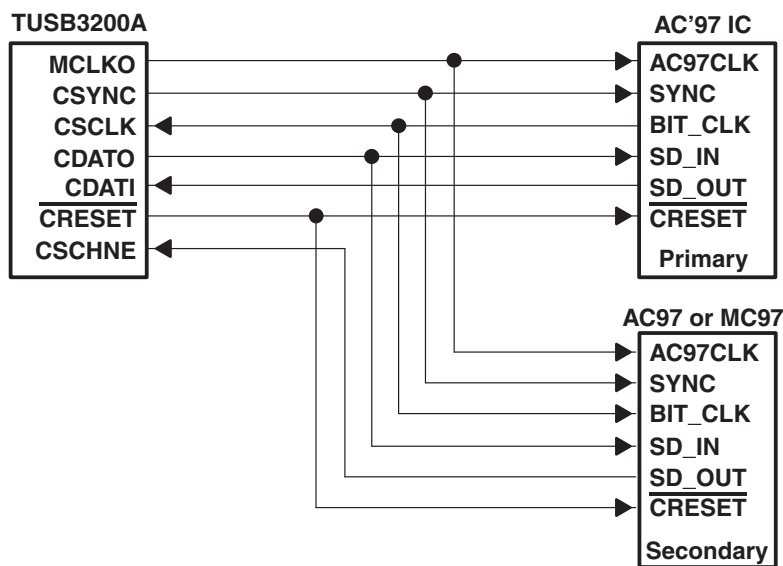 TUSB3200A
MCLKO
CSYNC
CSCLK
CDATO
CDATI
CRESET
CSCHNE
AC'97 IC
AC97CLK
SYNC
BIT_CLK
SD_IN
SD_OUT
CRESET
Primary
AC97 or MC97
AC97CLK
SYNC
BIT_CLK
SD_IN
SD_OUT
CRESET
Secondary